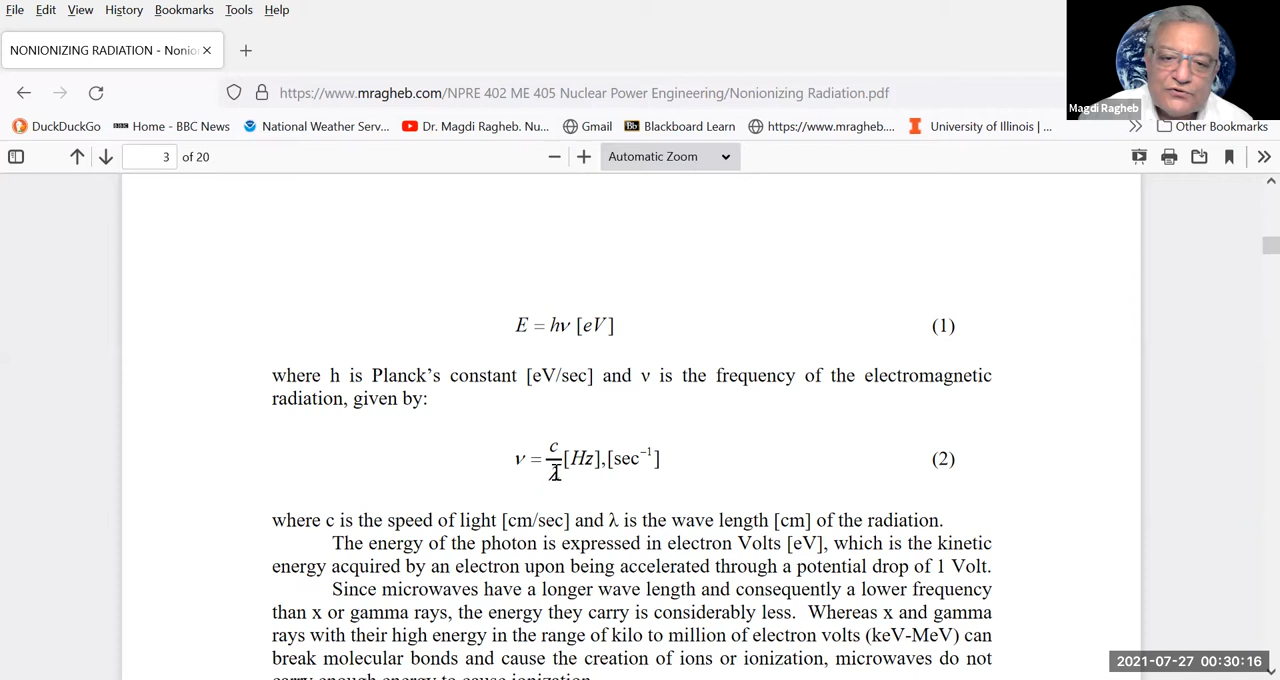 File Edit View History Bookmarks Tools Help
NONIONIZING RADIATION - Nonio
https://www.mragheb.com/NPRE 402 ME 405 Nuclear Power Engineering/Nonionizing Radiation.pdf
Magdi Ragheb
DuckDuckGo Home - BBC News National Weather Serv... Dr. Magdi Ragheb. Nu... Gmail Blackboard Learn https://www.mragheb.... University of Illinois |... Other Bookmarks
3 of 20 Automatic Zoom
E = hν [eV] (1)
where h is Planck's constant [eV/sec] and ν is the frequency of the electromagnetic
radiation, given by:
ν = c/λ [Hz],[sec⁻¹] (2)
where c is the speed of light [cm/sec] and λ is the wave length [cm] of the radiation.
The energy of the photon is expressed in electron Volts [eV], which is the kinetic
energy acquired by an electron upon being accelerated through a potential drop of 1 Volt.
Since microwaves have a longer wave length and consequently a lower frequency
than x or gamma rays, the energy they carry is considerably less. Whereas x and gamma
rays with their high energy in the range of kilo to million of electron volts (keV-MeV) can
break molecular bonds and cause the creation of ions or ionization, microwaves do not
carry enough energy to cause ionization.
2021-07-27 00:30:16